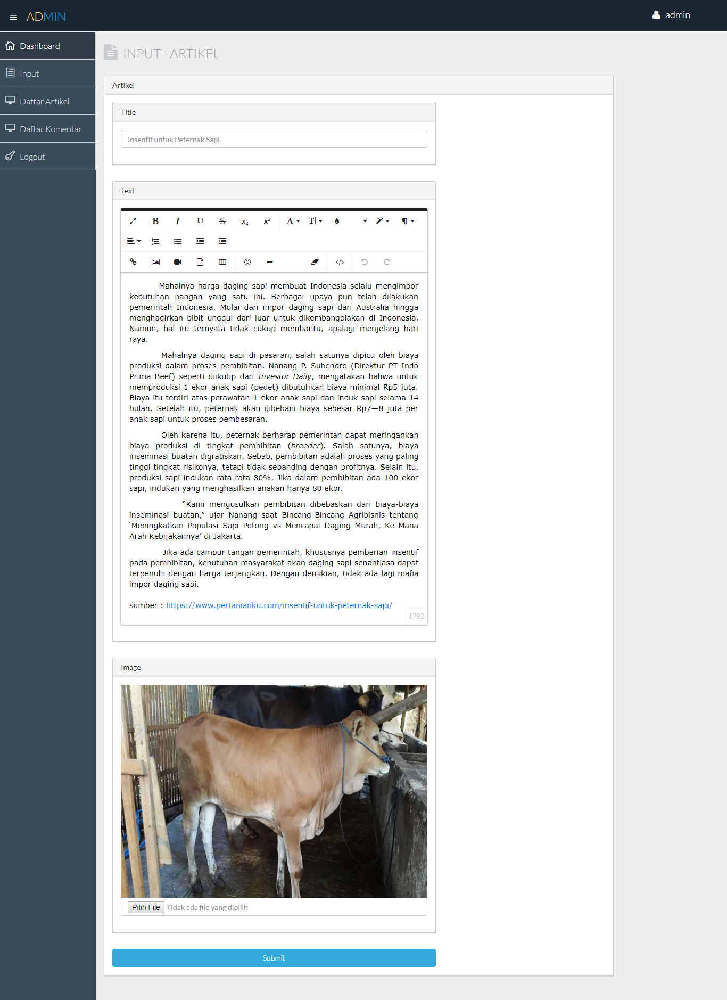 ADMIN
admin
Dashboard
Input
Daftar Artikel
Daftar Komentar
Logout
INPUT - ARTIKEL
Artikel
Title
Insentif untuk Peternak Sapi
Text
Mahalnya harga daging sapi membuat Indonesia selalu mengimpor
kebutuhan pangan yang satu ini. Berbagai upaya pun telah dilakukan
pemerintah Indonesia. Mulai dari impor daging sapi dari Australia hingga
menghadirkan bibit unggul dari luar untuk dikembangbiakan di Indonesia.
Namun, hal itu ternyata tidak cukup membantu, apalagi menjelang hari
raya.
Mahalnya daging sapi di pasaran, salah satunya dipicu oleh biaya
produksi dalam proses pembibitan. Nanang P. Subendro (Direktur PT Indo
Prima Beef) seperti diikutip dari Investor Daily, mengatakan bahwa untuk
memproduksi 1 ekor anak sapi (pedet) dibutuhkan biaya minimal Rp5 juta.
Biaya itu terdiri atas perawatan 1 ekor anak sapi dan induk sapi selama 14
bulan. Setelah itu, peternak akan dibebani biaya sebesar Rp7—8 juta per
anak sapi untuk proses pembesaran.
Oleh karena itu, peternak berharap pemerintah dapat meringankan
biaya produksi di tingkat pembibitan (breeder). Salah satunya, biaya
inseminasi buatan digratiskan. Sebab, pembibitan adalah proses yang paling
tinggi tingkat risikonya, tetapi tidak sebanding dengan profitnya. Selain itu,
produksi sapi indukan rata-rata 80%. Jika dalam pembibitan ada 100 ekor
sapi, indukan yang menghasilkan anakan hanya 80 ekor.
“Kami mengusulkan pembibitan dibebaskan dari biaya-biaya
inseminasi buatan,” ujar Nanang saat Bincang-Bincang Agribisnis tentang
‘Meningkatkan Populasi Sapi Potong vs Mencapai Daging Murah, Ke Mana
Arah Kebijakannya’ di Jakarta.
Jika ada campur tangan pemerintah, khususnya pemberian insentif
pada pembibitan, kebutuhan masyarakat akan daging sapi senantiasa dapat
terpenuhi dengan harga terjangkau. Dengan demikian, tidak ada lagi mafia
impor daging sapi.
sumber : https://www.pertanianku.com/insentif-untuk-peternak-sapi/
1792
Image
Pilih File Tidak ada file yang dipilih
Submit